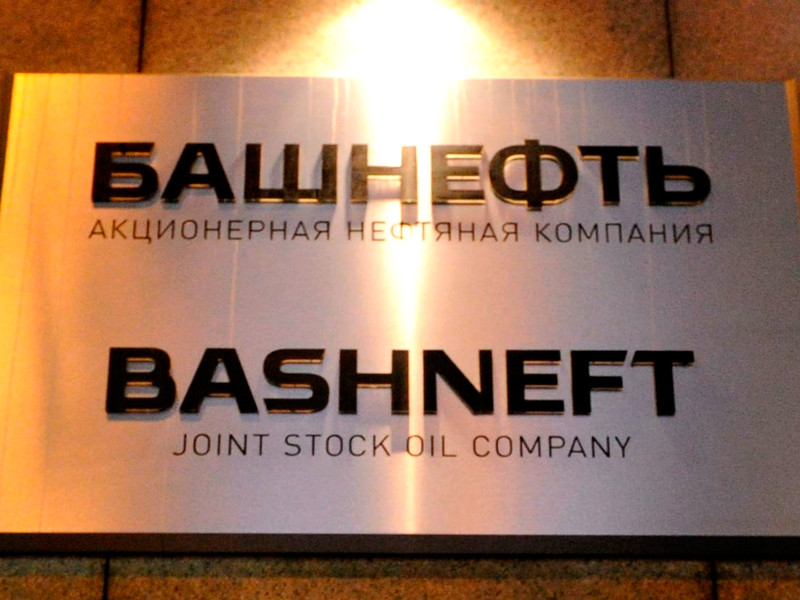 БАШНЕФТЬ
АКЦИОНЕРНАЯ НЕФТЯНАЯ КОМПАНИЯ
BASHNEFT
JOINT STOCK OIL COMPANY